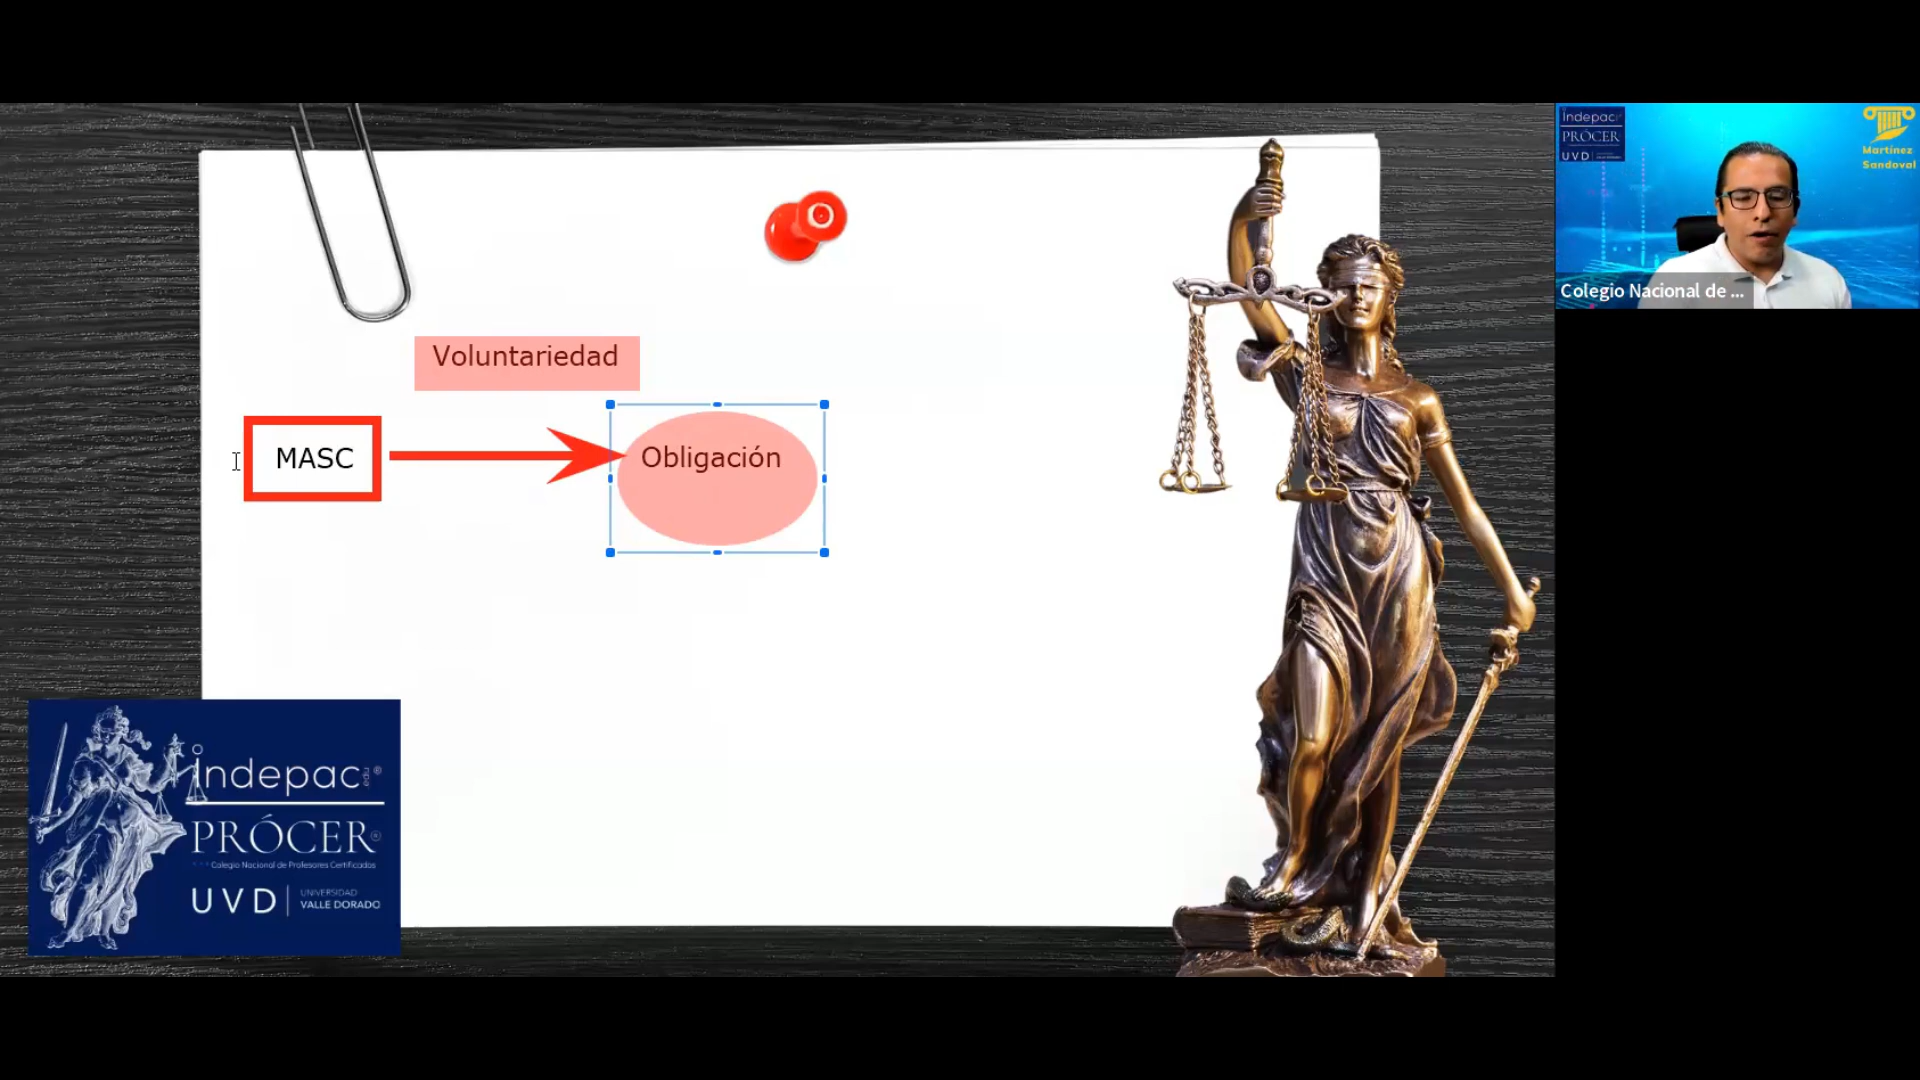 Voluntariedad
MASC
Obligación
indepac
PRÓCER
Colegio Nacional de Profesores Certificados
UVD
UNIVERSIDAD
VALLE DORADO
indepac
PRÓCER
UVD
Martínez
Sandoval
Colegio Nacional de ...